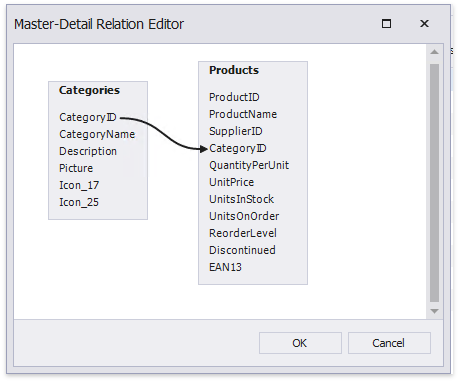 Master-Detail Relation Editor
Categories
CategoryID
CategoryName
Description
Picture
Icon_17
Icon_25
Products
ProductID
ProductName
SupplierID
CategoryID
QuantityPerUnit
UnitPrice
UnitsInStock
UnitsOnOrder
ReorderLevel
Discontinued
EAN13
OK
Cancel